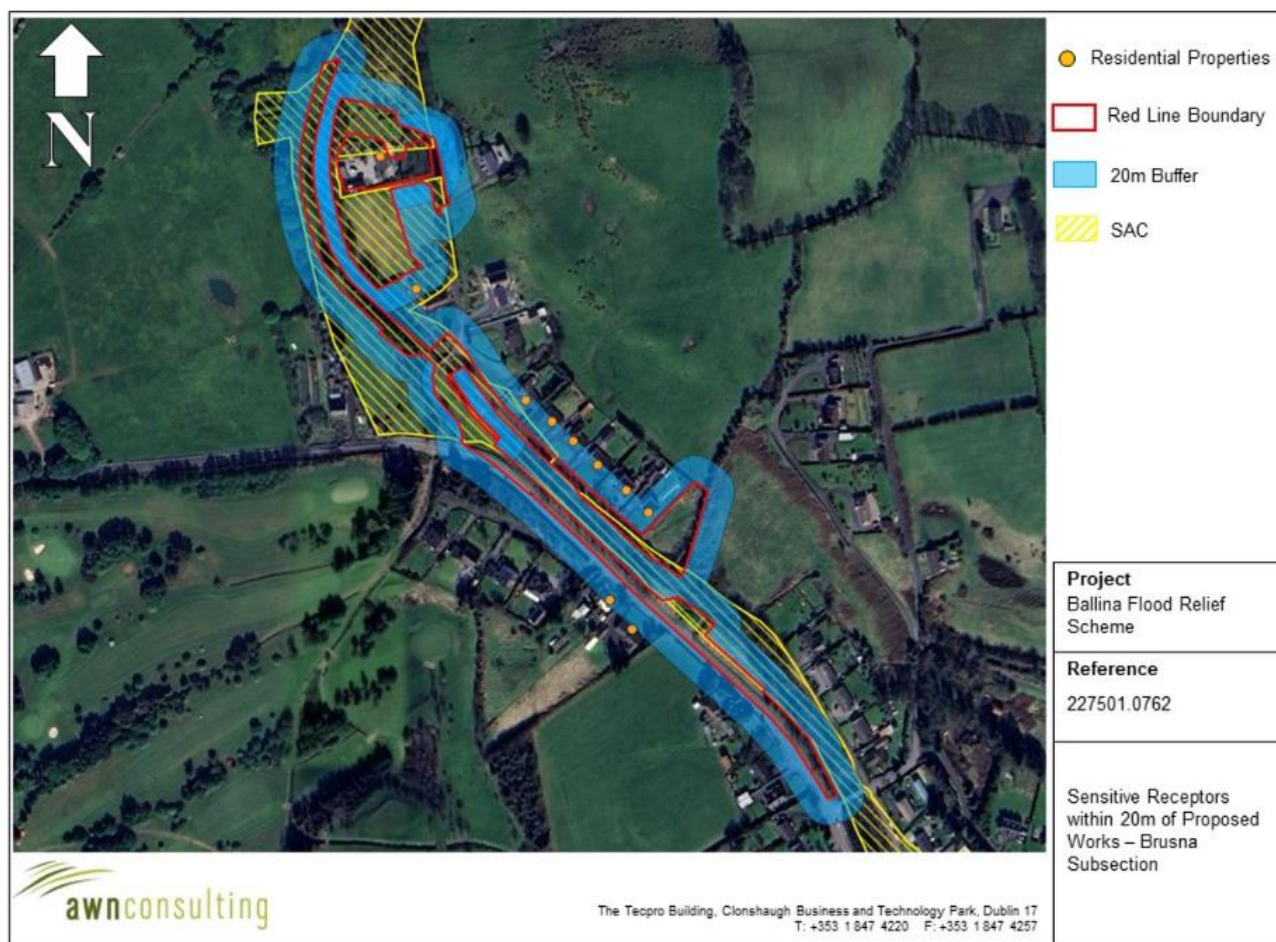 N
Residential Properties
Red Line Boundary
20m Buffer
SAC
Project
Ballina Flood Relief
Scheme
Reference
227501.0762
Sensitive Receptors
within 20m of Proposed
Works – Brusna
Subsection
awnconsulting
The Tecpro Building, Clonshaugh Business and Technology Park, Dublin 17
T: +353 1 847 4220 F: +353 1 847 4257